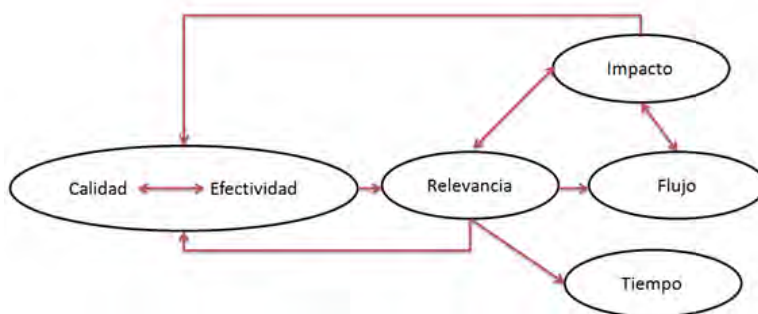 Impacto
Calidad
Efectividad
Relevancia
Flujo
Tiempo